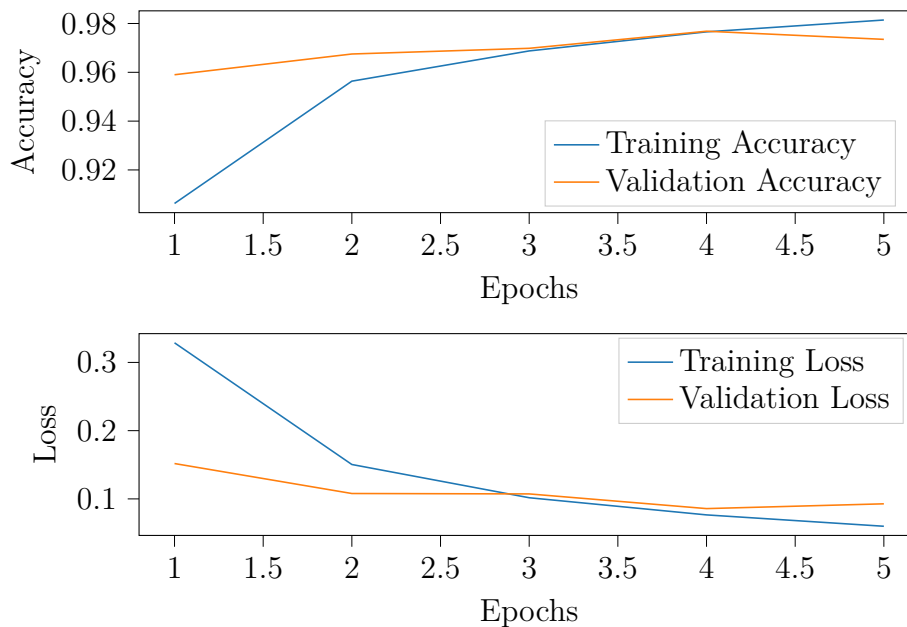 0.98
0.96
0.94
0.92
Accuracy
Training Accuracy
Validation Accuracy
1 1.5 2 2.5 3 3.5 4 4.5 5
Epochs
0.3
0.2
0.1
Loss
Training Loss
Validation Loss
1 1.5 2 2.5 3 3.5 4 4.5 5
Epochs